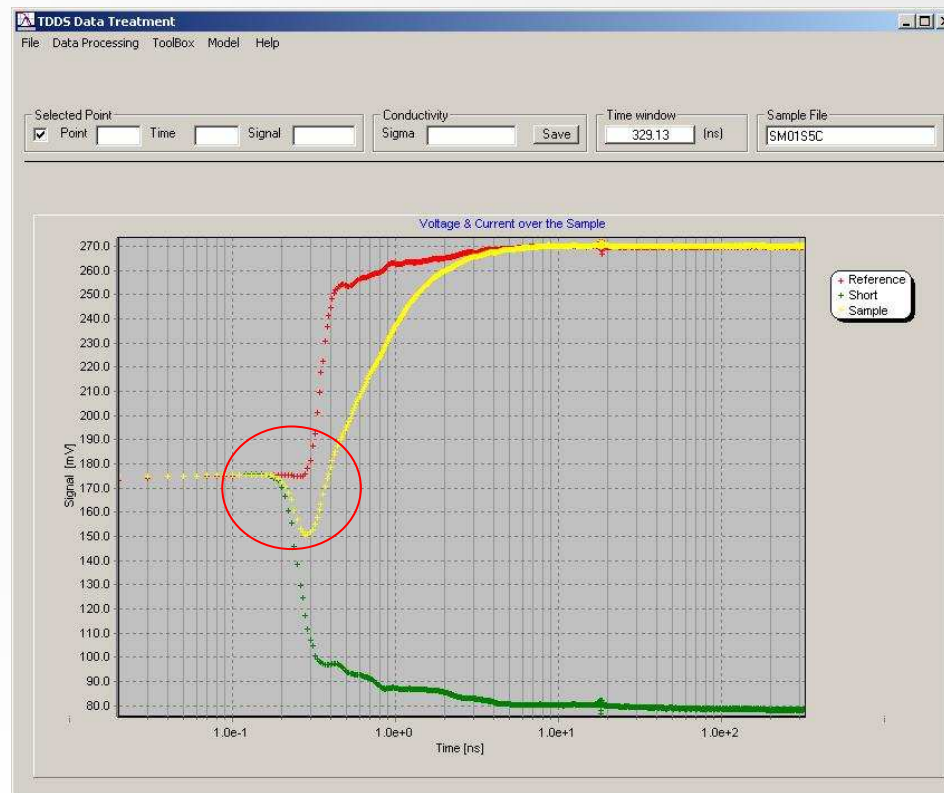 TDDS Data Treatment
File Data Processing ToolBox Model Help
Selected Point Conductivity Time window Sample File
Point Time Signal Sigma Save 329.13 (ns) SM01S5C
Voltage & Current over the Sample
270.0
260.0
250.0
240.0
230.0
220.0
210.0
200.0
190.0
180.0
170.0
160.0
150.0
140.0
130.0
120.0
110.0
100.0
90.0
80.0
Signal [mV]
Reference
Short
Sample
1.0e-1 1.0e+0 1.0e+1 1.0e+2
Time [ns]